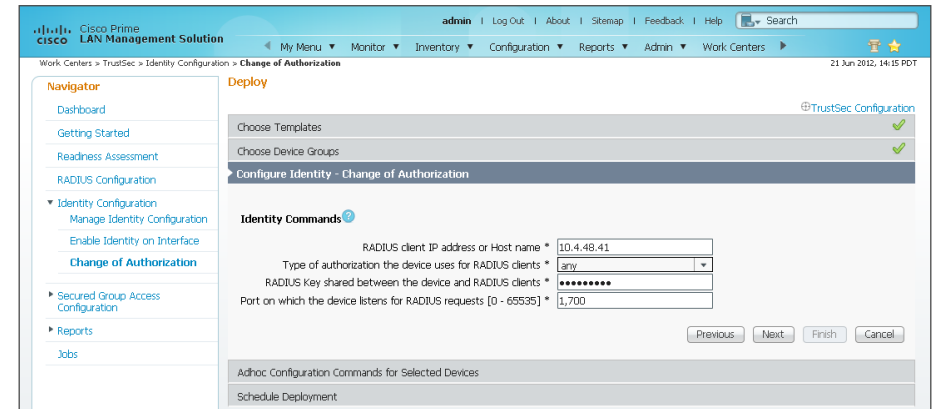 Cisco Prime
cisco LAN Management Solution
admin | Log Out | About | Sitemap | Feedback | Help Search
My Menu Monitor Inventory Configuration Reports Admin Work Centers
Work Centers > TrustSec > Identity Configuration > Change of Authorization
21 Jun 2012, 14:15 PDT
Navigator
Dashboard
Getting Started
Readiness Assessment
RADIUS Configuration
Identity Configuration
Manage Identity Configuration
Enable Identity on Interface
Change of Authorization
Secured Group Access
Configuration
Reports
Jobs
Deploy
TrustSec Configuration
Choose Templates
Choose Device Groups
Configure Identity - Change of Authorization
Identity Commands ?
RADIUS client IP address or Host name * 10.4.48.41
Type of authorization the device uses for RADIUS clients * any
RADIUS Key shared between the device and RADIUS clients * •••••••••
Port on which the device listens for RADIUS requests [0 - 65535] * 1,700
Previous Next Finish Cancel
Adhoc Configuration Commands for Selected Devices
Schedule Deployment